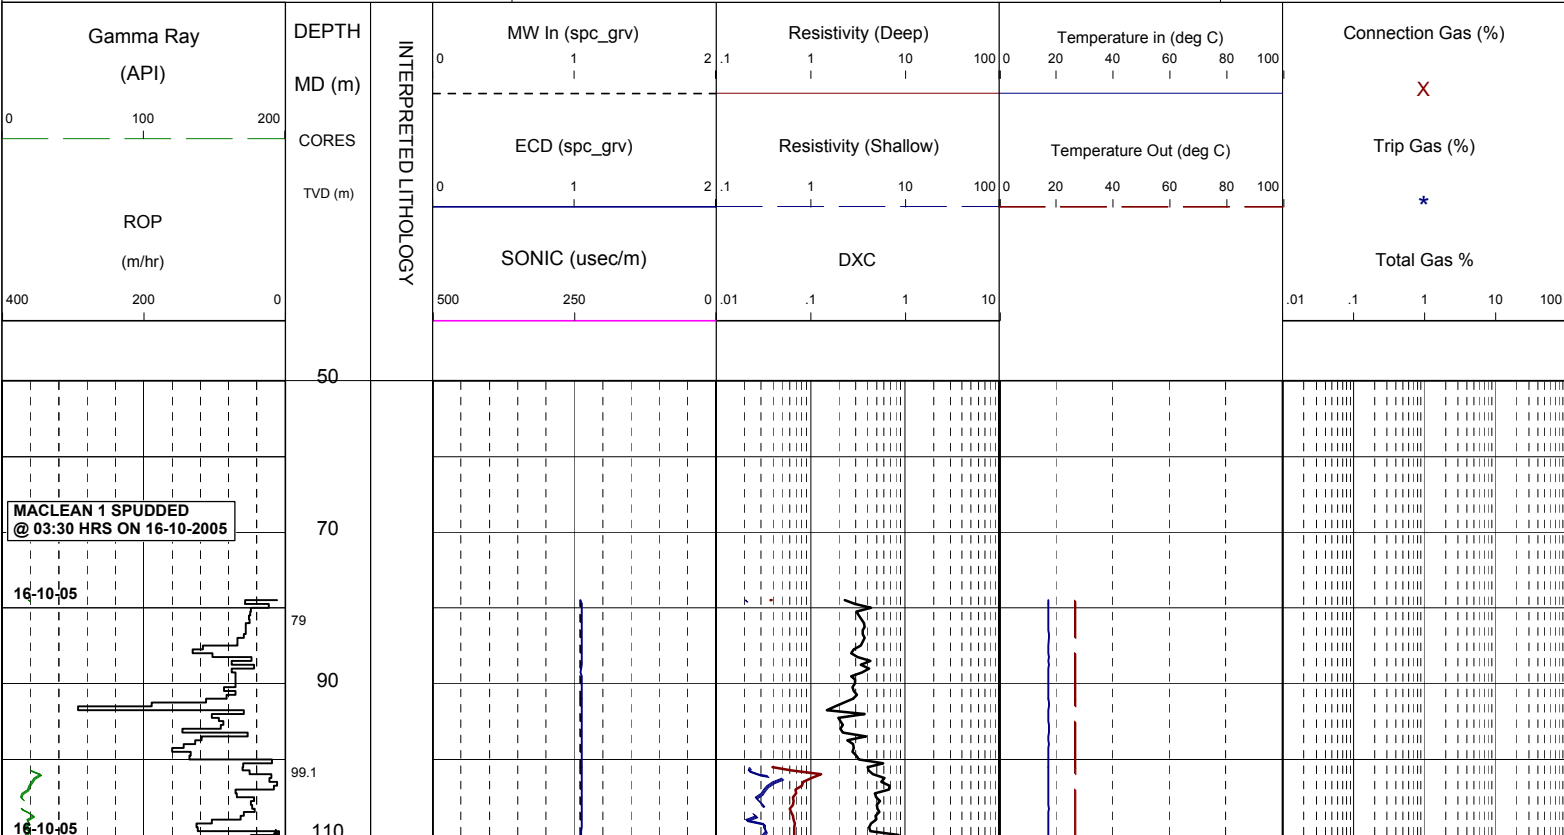 Gamma Ray
(API)
0 100 200
ROP
(m/hr)
400 200 0
DEPTH
MD (m)
CORES
TVD (m)
INTERPRETED LITHOLOGY
MW In (spc_grv)
0 1 2
ECD (spc_grv)
0 1 2
SONIC (usec/m)
500 250 0
Resistivity (Deep)
.1 1 10 100
Resistivity (Shallow)
.1 1 10 100
DXC
.01 .1 1 10
Temperature in (deg C)
0 20 40 60 80 100
Temperature Out (deg C)
0 20 40 60 80 100
Connection Gas (%)
X
Trip Gas (%)
*
Total Gas %
.01 .1 1 10 100
50
MACLEAN 1 SPUDDED
@ 03:30 HRS ON 16-10-2005
70
16-10-05
79
90
99.1
16-10-05
110